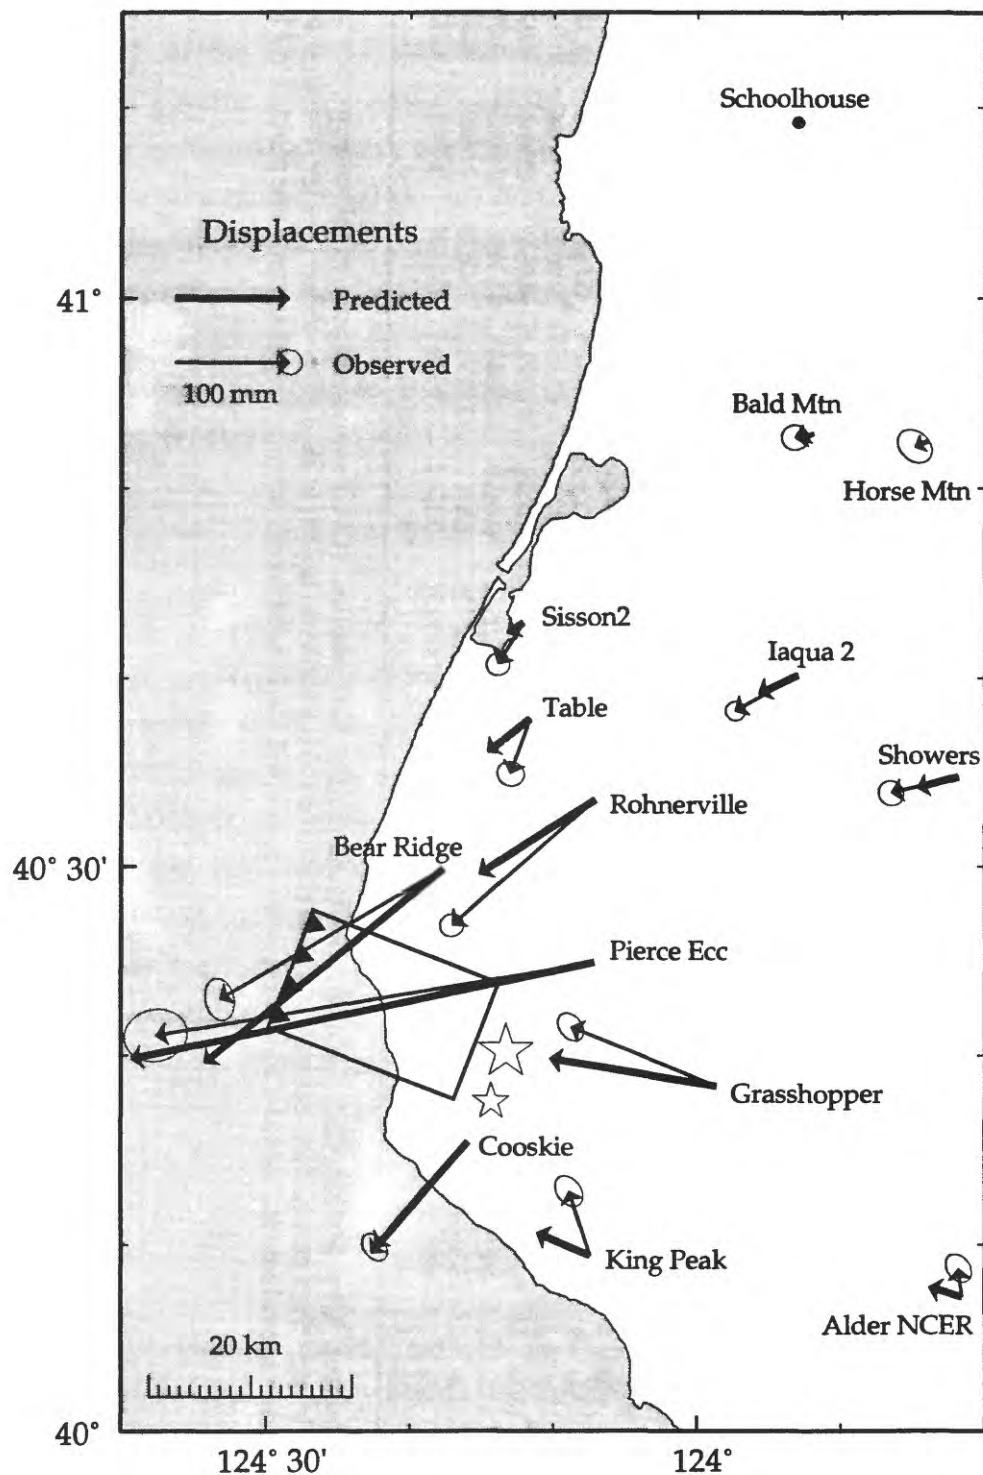 Schoolhouse
Displacements
41°
Predicted
Observed
100 mm
Bald Mtn
Horse Mtn
Sisson2
Iaqua 2
Table
Showers
Rohnerville
Bear Ridge
40° 30'
Pierce Ecc
Grasshopper
Cooskie
King Peak
Alder NCER
20 km
40°
124° 30'
124°